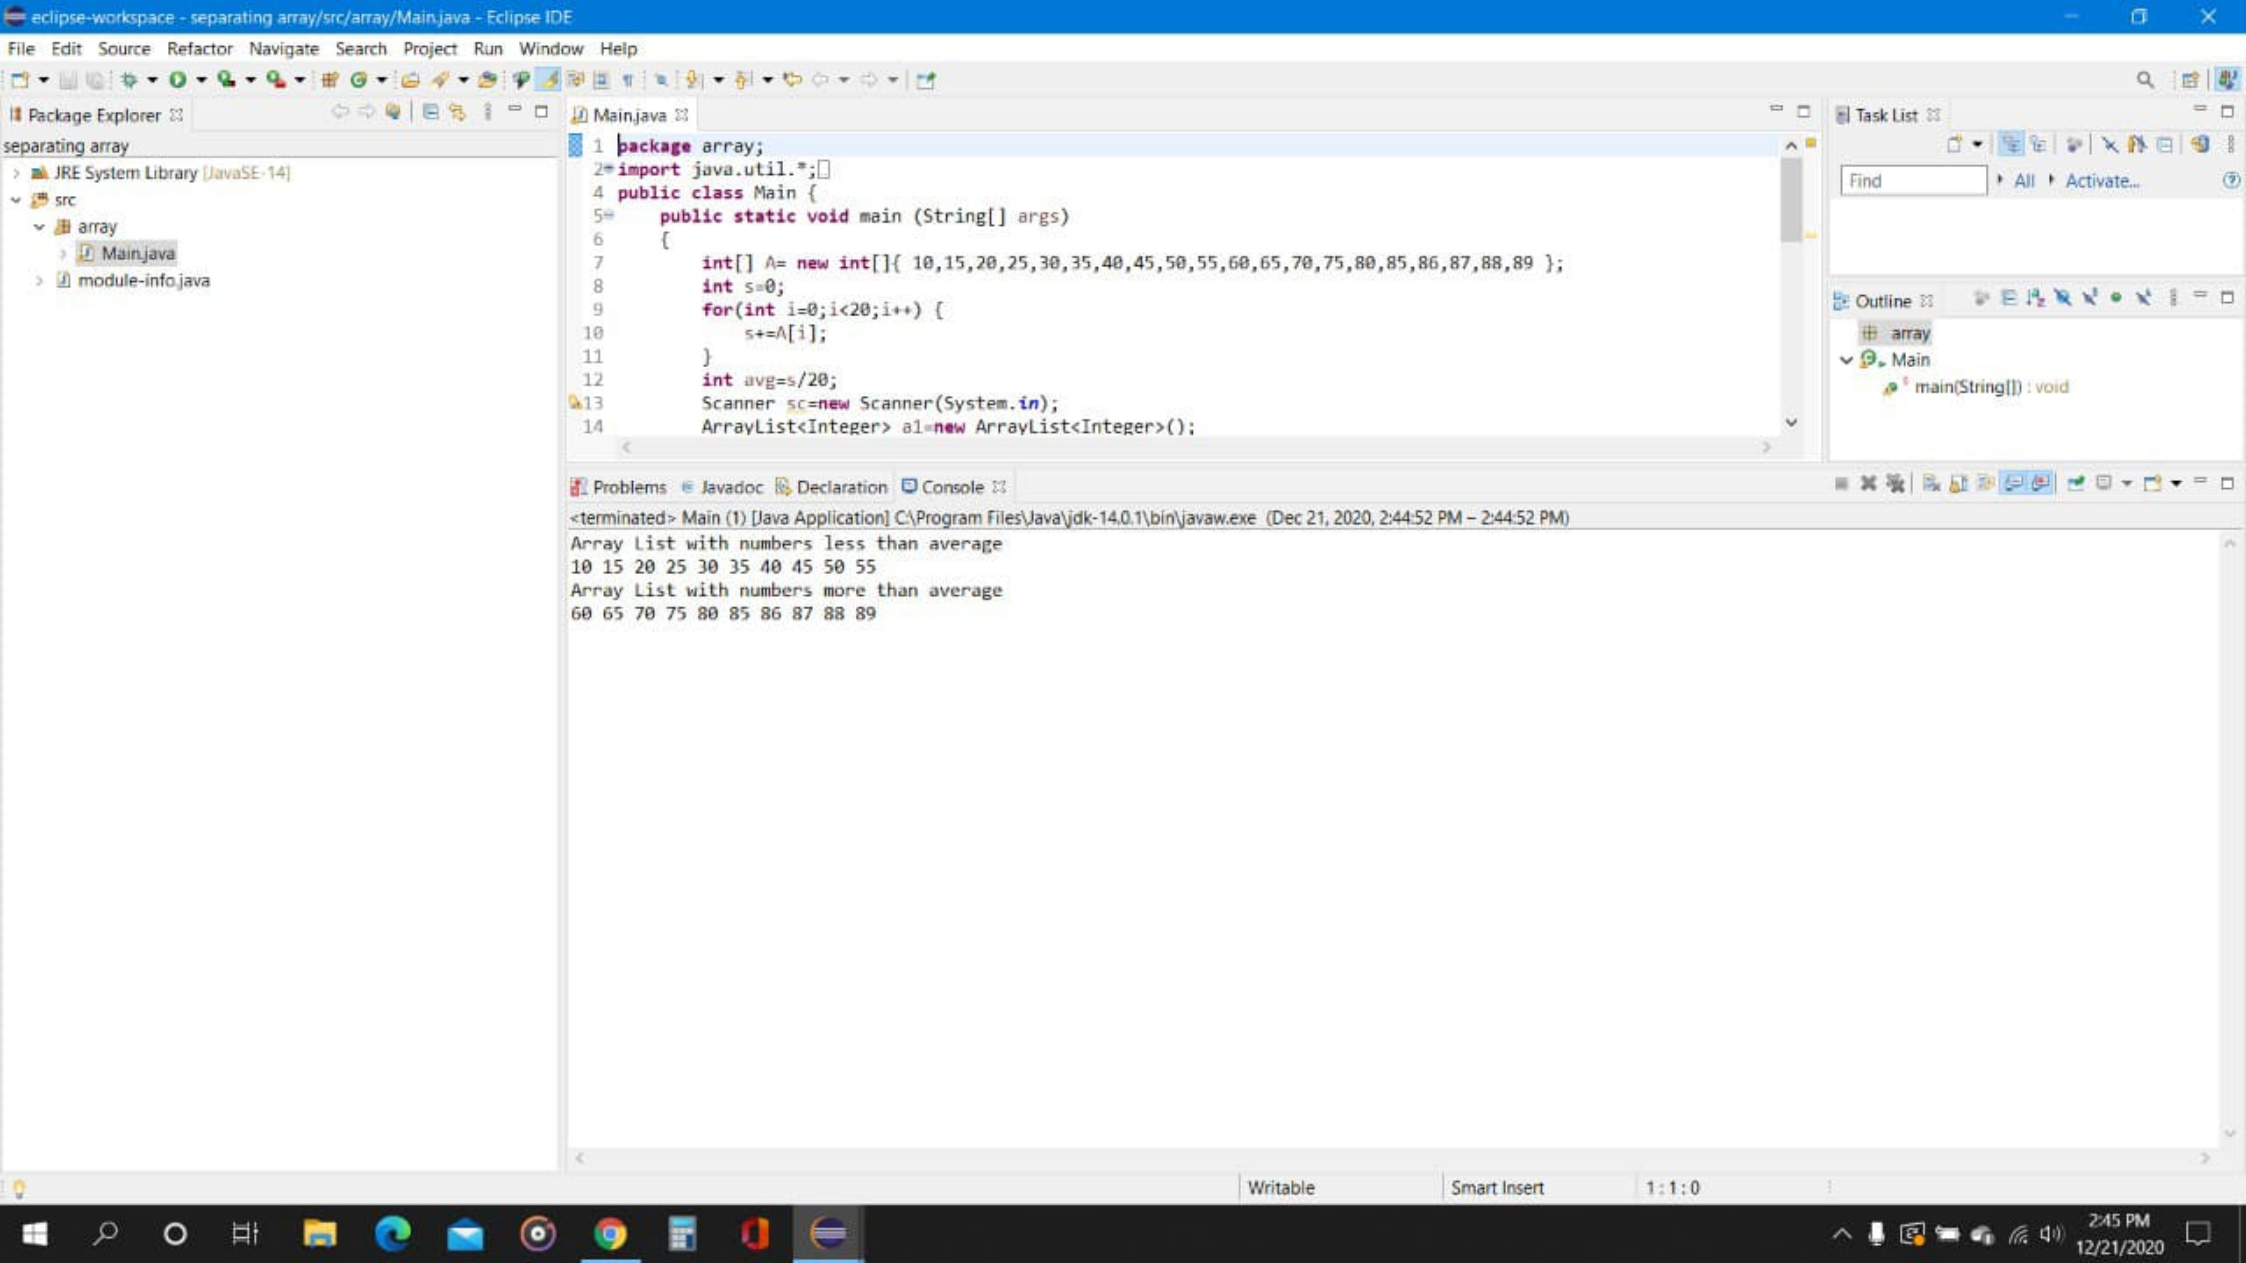 eclipse-workspace - separating array/src/array/Main.java - Eclipse IDE
File Edit Source Refactor Navigate Search Project Run Window Help
Package Explorer
separating array
JRE System Library [JavaSE-14]
src
array
Main.java
module-info.java
Main.java
1 package array;
2 import java.util.*;
4 public class Main {
5 public static void main (String[] args)
6 {
7 int[] A= new int[]{ 10,15,20,25,30,35,40,45,50,55,60,65,70,75,80,85,86,87,88,89 };
8 int s=0;
9 for(int i=0;i<20;i++) {
10 s+=A[i];
11 }
12 int avg=s/20;
13 Scanner sc=new Scanner(System.in);
14 ArrayList<Integer> a1=new ArrayList<Integer>();
Task List
Find All Activate...
Outline
array
Main
main(String[]) : void
Problems Javadoc Declaration Console
<terminated> Main (1) [Java Application] C:\Program Files\Java\jdk-14.0.1\bin\javaw.exe (Dec 21, 2020, 2:44:52 PM – 2:44:52 PM)
Array List with numbers less than average
10 15 20 25 30 35 40 45 50 55
Array List with numbers more than average
60 65 70 75 80 85 86 87 88 89
Writable Smart Insert 1 : 1 : 0
2:45 PM
12/21/2020